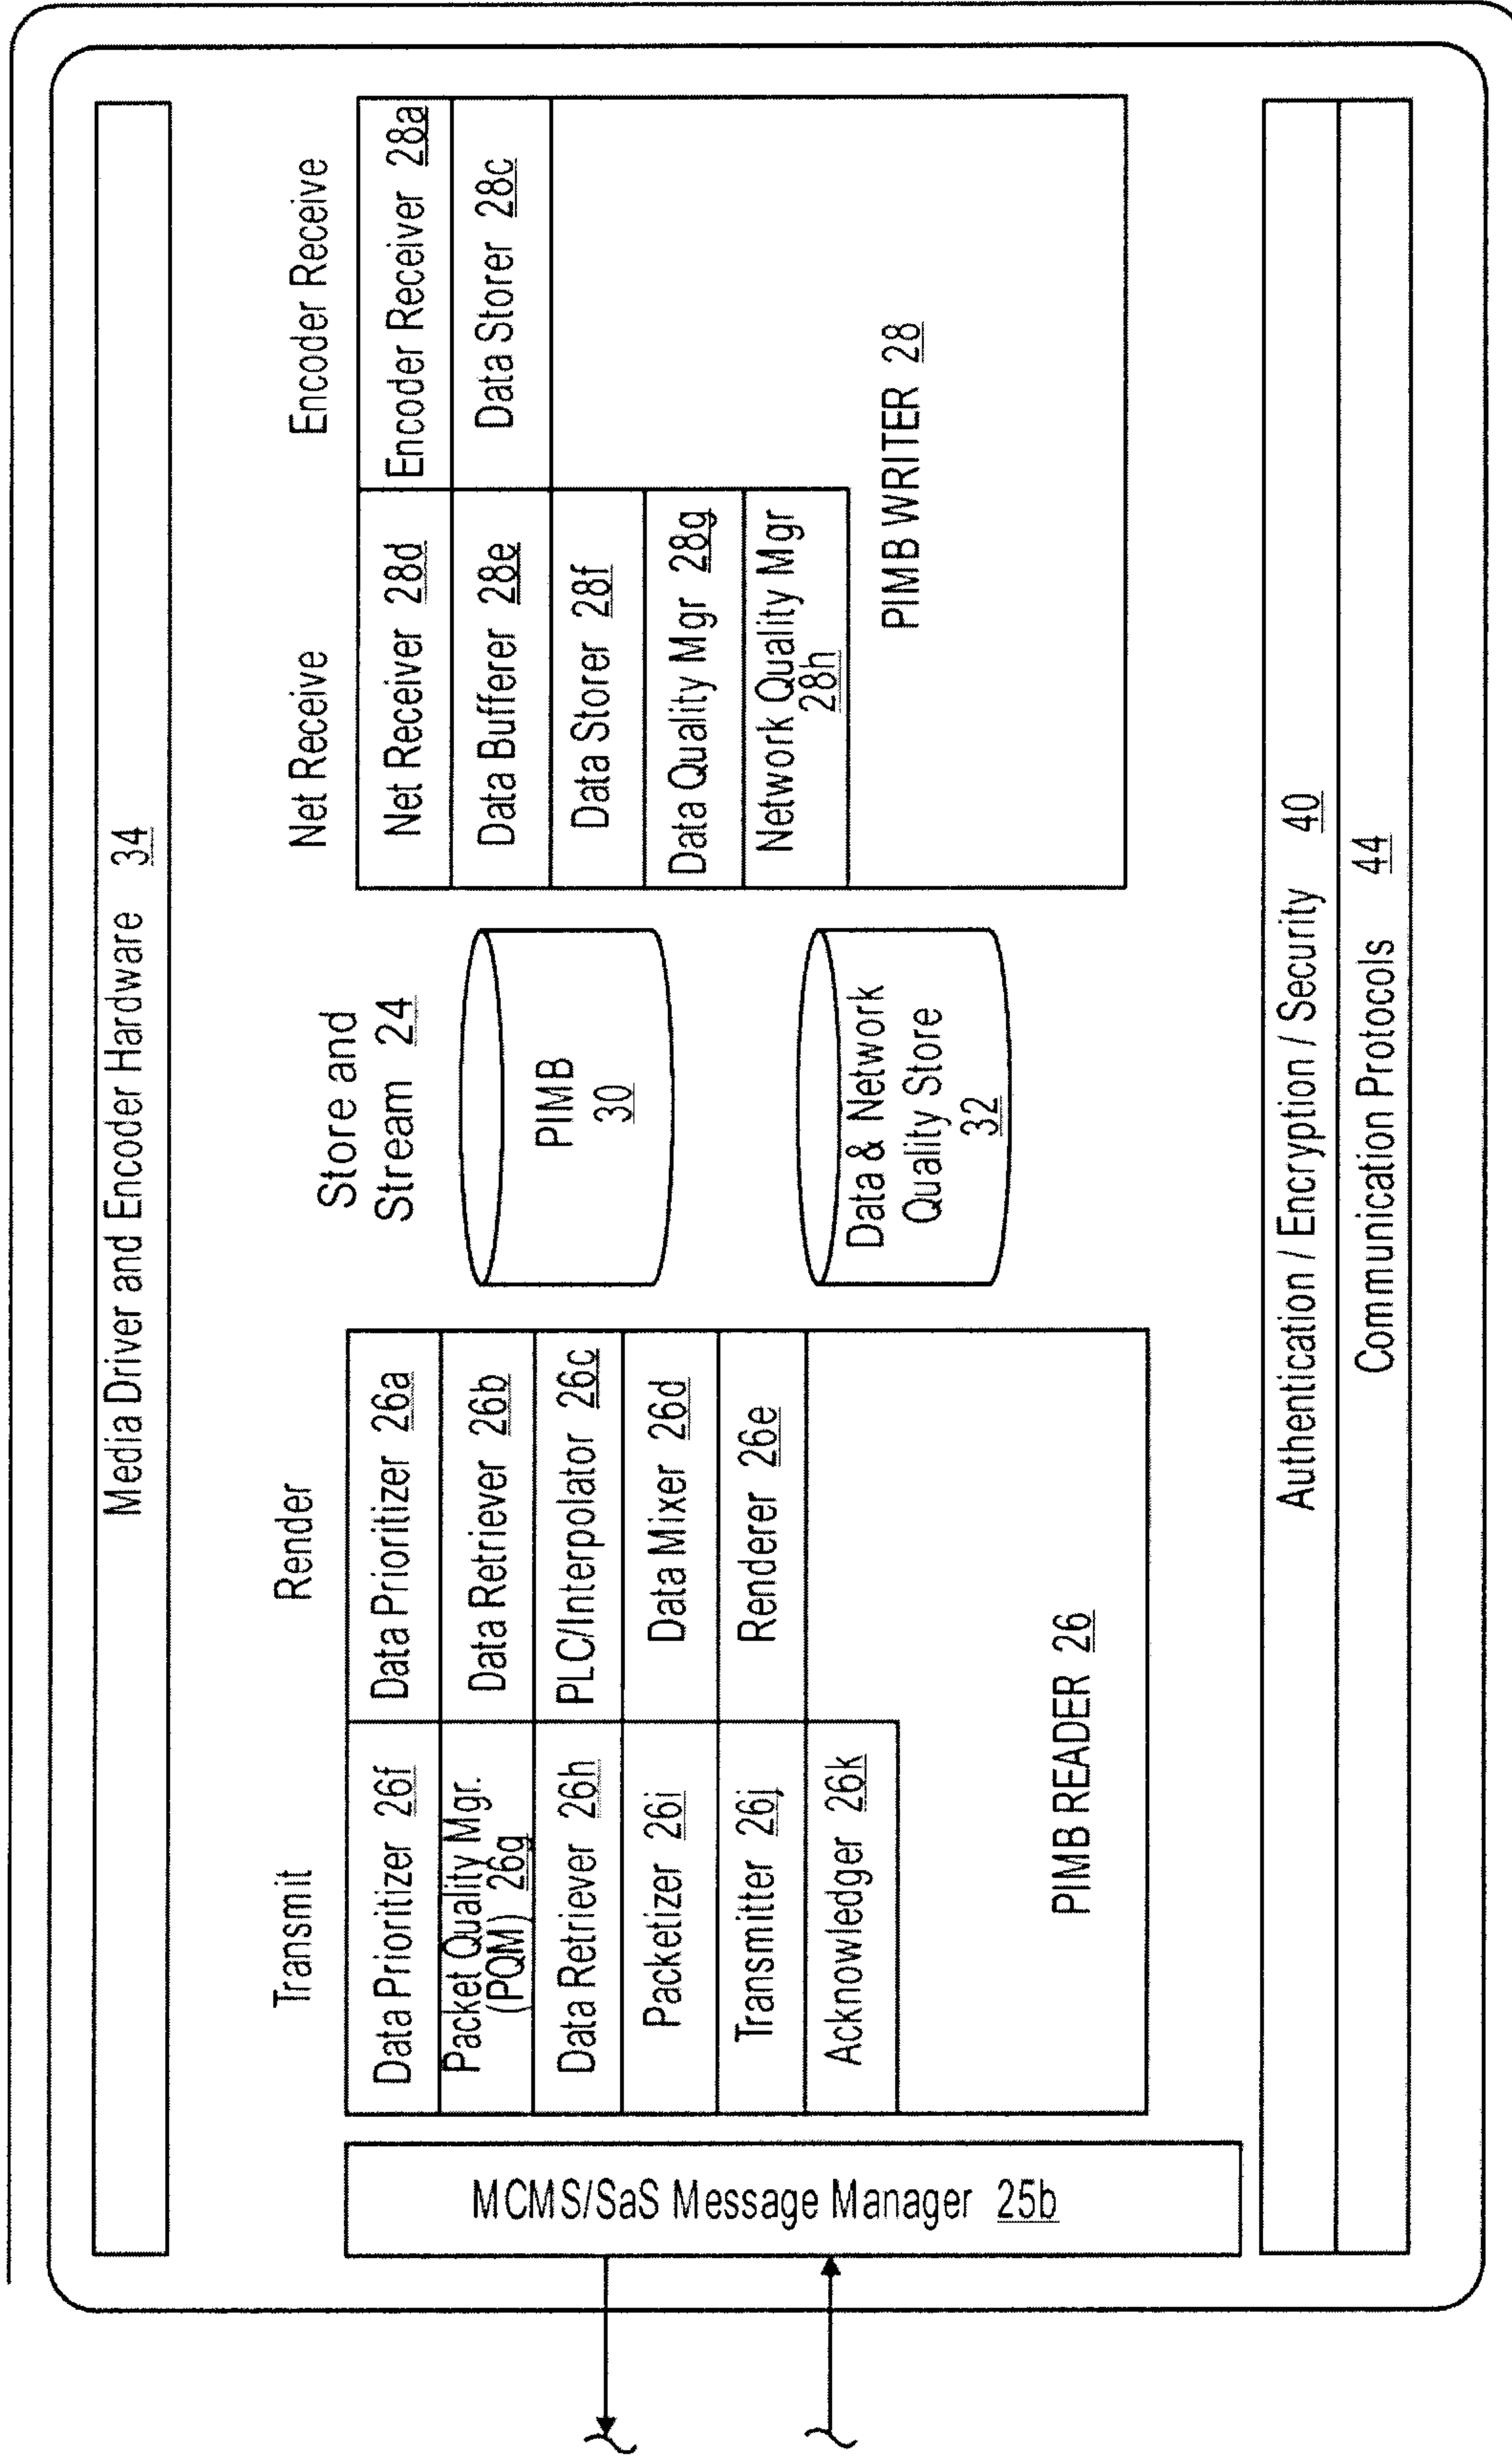 Media Driver and Encoder Hardware 34
Store and
Stream 24
Transmit
Render
Net Receive
Encoder Receive
MCMS/SaS Message Manager 25b
Data Prioritizer 26f
Packet Quality Mgr.
(PQM) 26g
Data Retriever 26h
Packetizer 26i
Transmitter 26j
Acknowledger 26k
Data Prioritizer 26a
Data Retriever 26b
PLC/Interpolator 26c
Data Mixer 26d
Renderer 26e
PIMB READER 26
PIMB
30
Data & Network
Quality Store
32
Net Receiver 28d
Data Bufferer 28e
Data Storer 28f
Data Quality Mgr 28g
Network Quality Mgr
28h
Encoder Receiver 28a
Data Storer 28c
PIMB WRITER 28
Authentication / Encryption / Security 40
Communication Protocols 44